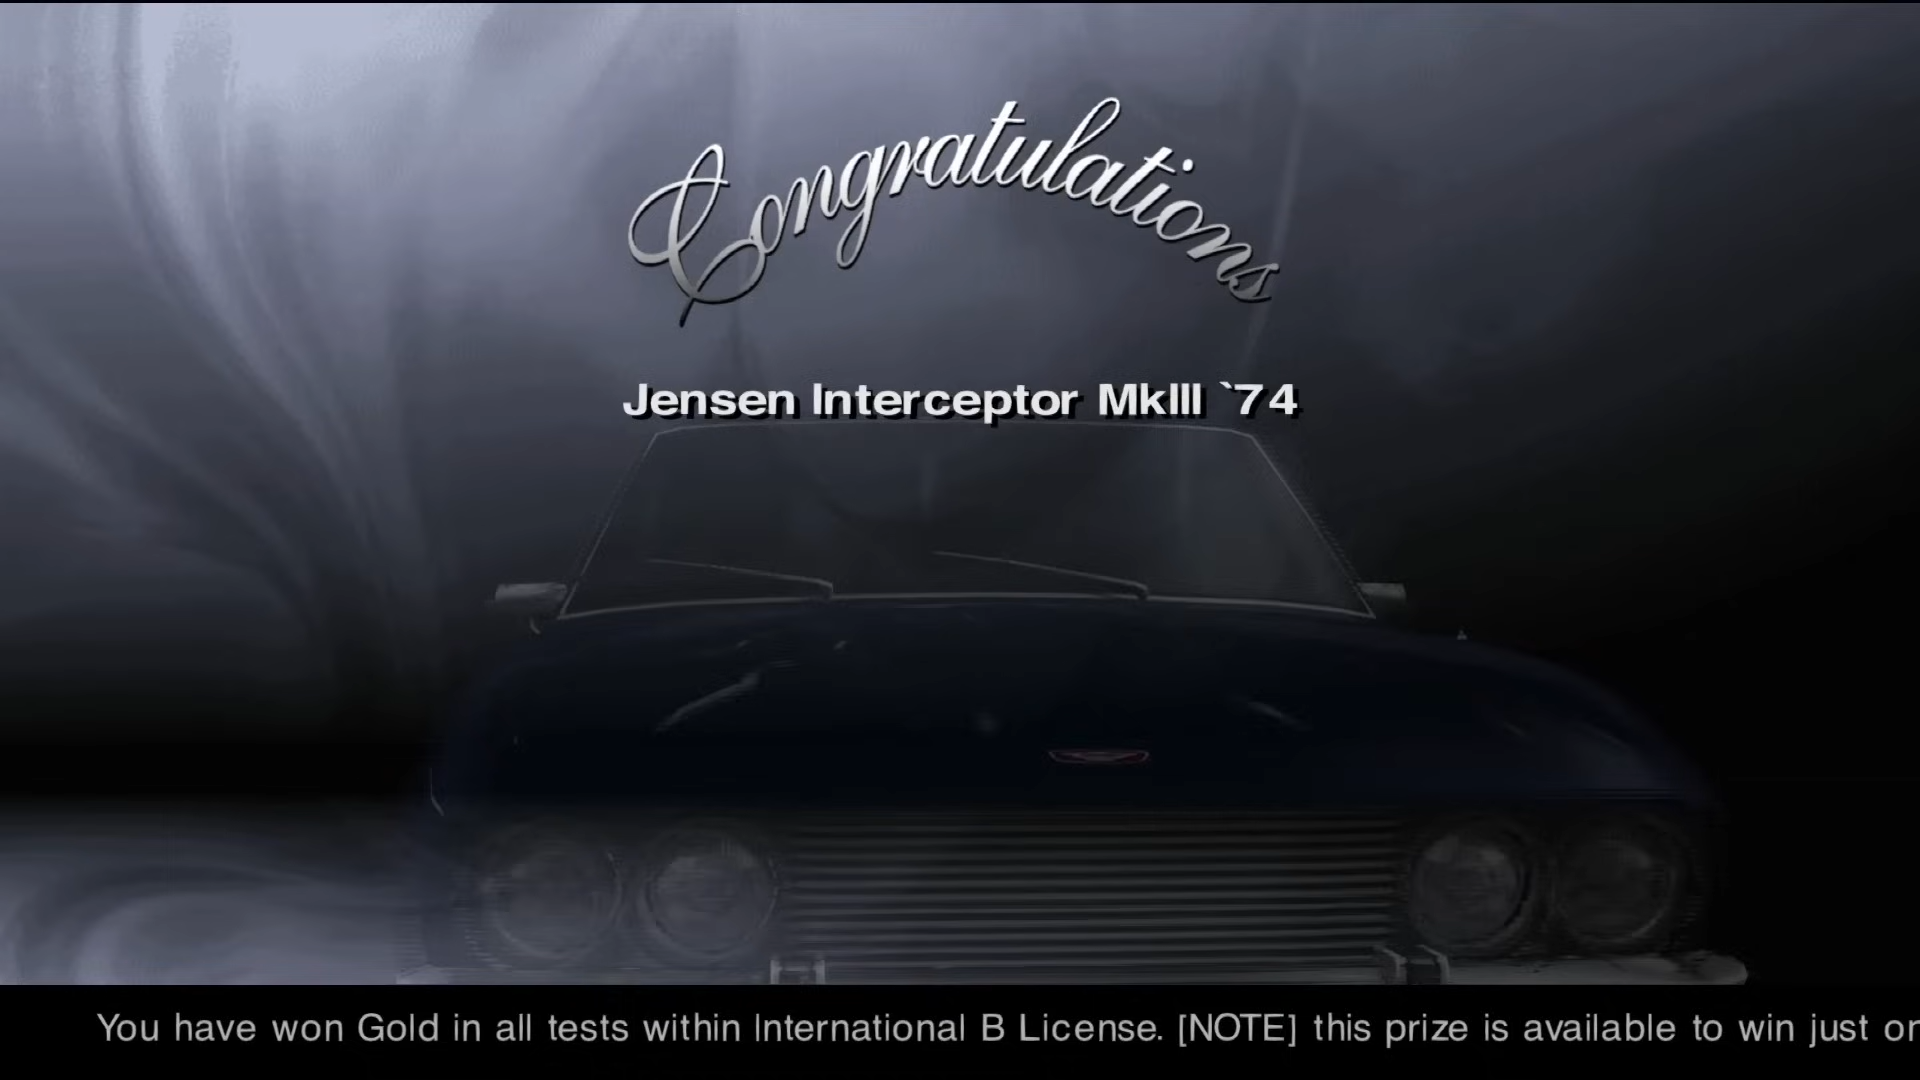 Congratulations
Jensen Interceptor MkIII `74
You have won Gold in all tests within International B License. [NOTE] this prize is available to win just